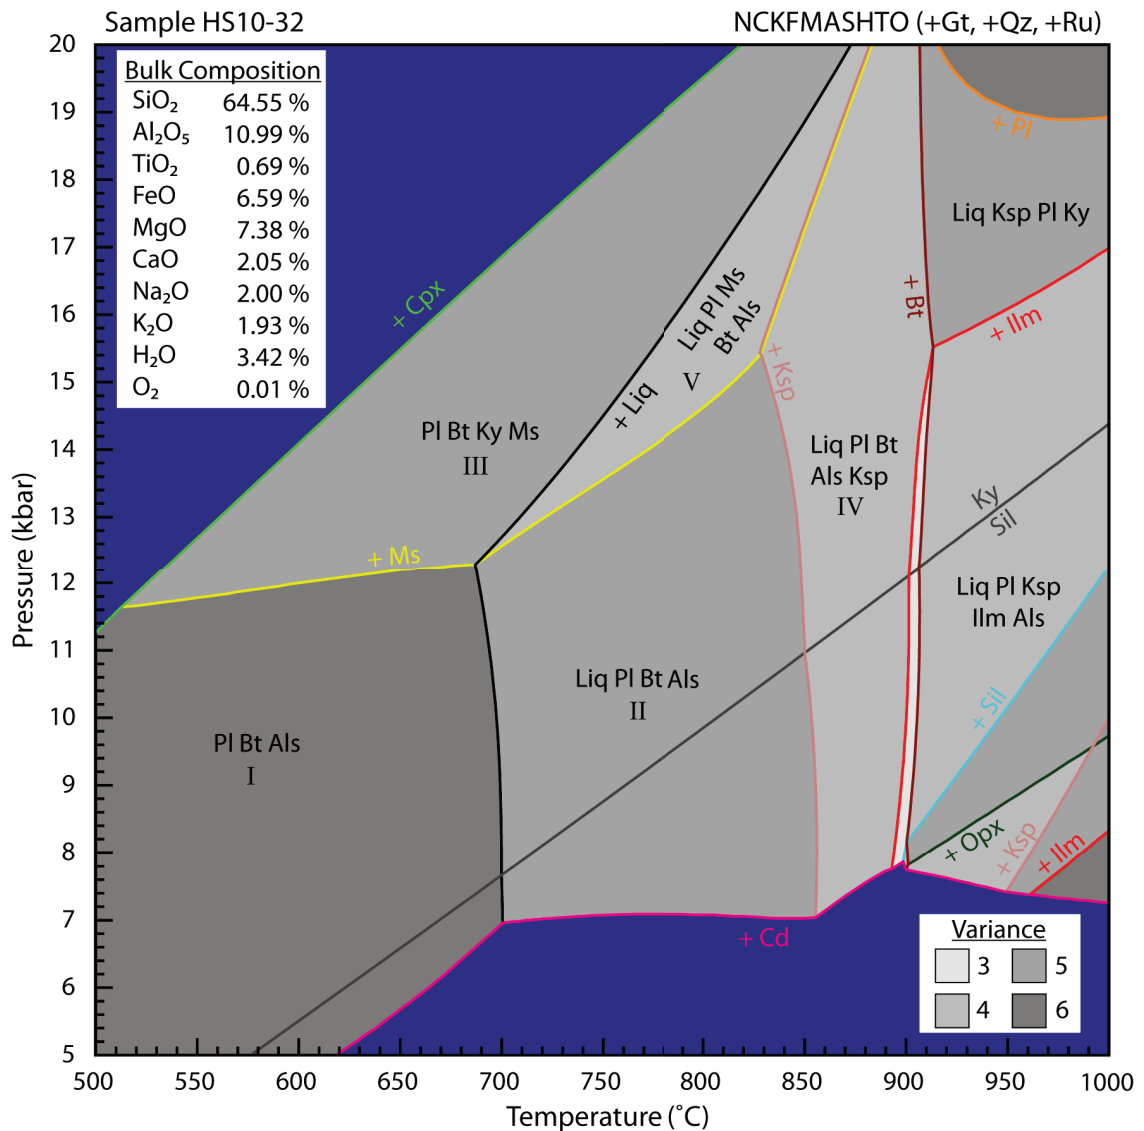 Sample HS10-32
NCKFMASHTO (+Gt, +Qz, +Ru)
Bulk Composition
SiO₂ 64.55 %
Al₂O₅ 10.99 %
TiO₂ 0.69 %
FeO 6.59 %
MgO 7.38 %
CaO 2.05 %
Na₂O 2.00 %
K₂O 1.93 %
H₂O 3.42 %
O₂ 0.01 %
+ Pl
Liq Ksp Pl Ky
+ Cpx
+ Bt
+ Ilm
Liq Pl Ms
Bt Als
V
+ Ksp
+ Liq
Pl Bt Ky Ms
III
Liq Pl Bt
Als Ksp
IV
Ky
Sil
+ Ms
Liq Pl Ksp
Ilm Als
Liq Pl Bt Als
II
+ Sil
Pl Bt Als
I
+ Opx
+ Ksp
+ Ilm
+ Cd
Variance
3 5
4 6
Pressure (kbar)
20
19
18
17
16
15
14
13
12
11
10
9
8
7
6
5
500 550 600 650 700 750 800 850 900 950 1000
Temperature (˚C)